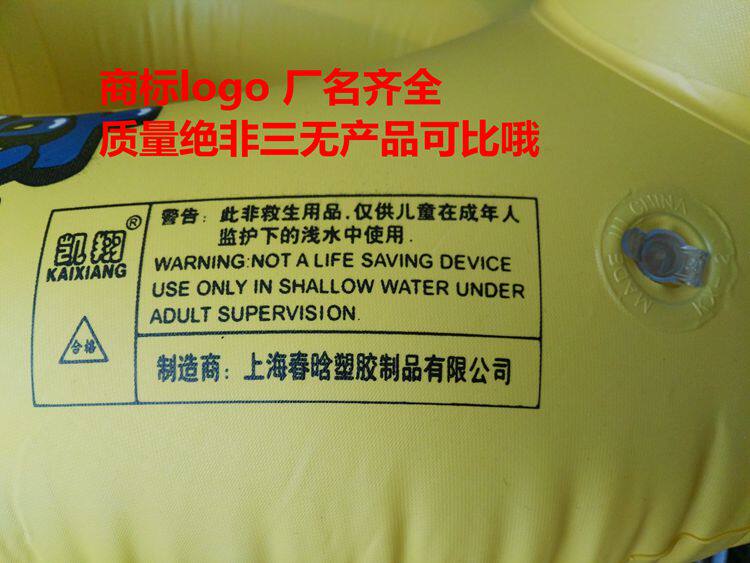 商标logo 厂名齐全
质量绝非三无产品可比哦
凯翔®
KAIXIANG
合格
警告: 此非救生用品.仅供儿童在成年人
监护下的浅水中使用.
WARNING:NOT A LIFE SAVING DEVICE
USE ONLY IN SHALLOW WATER UNDER
ADULT SUPERVISION.
制造商: 上海春晗塑胶制品有限公司
MADE IN CHINA